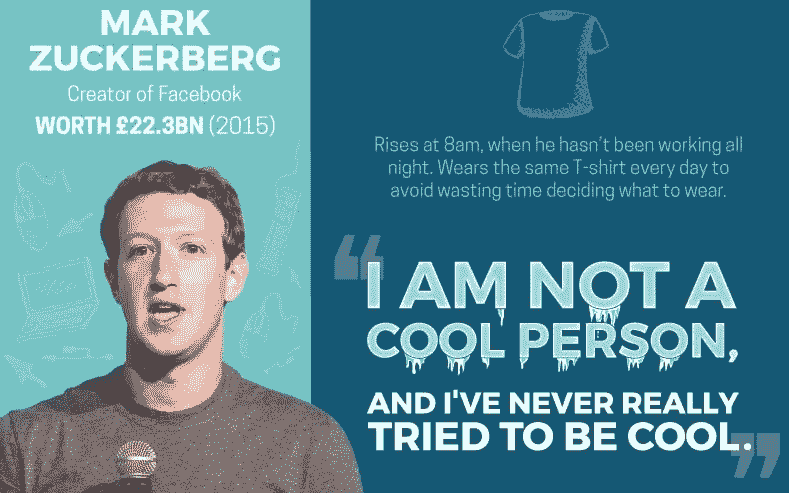 MARK
ZUCKERBERG
Creator of Facebook
WORTH £22.3BN (2015)
Rises at 8am, when he hasn't been working all
night. Wears the same T-shirt every day to
avoid wasting time deciding what to wear.
“I AM NOT A
COOL PERSON,
AND I'VE NEVER REALLY
TRIED TO BE COOL.”